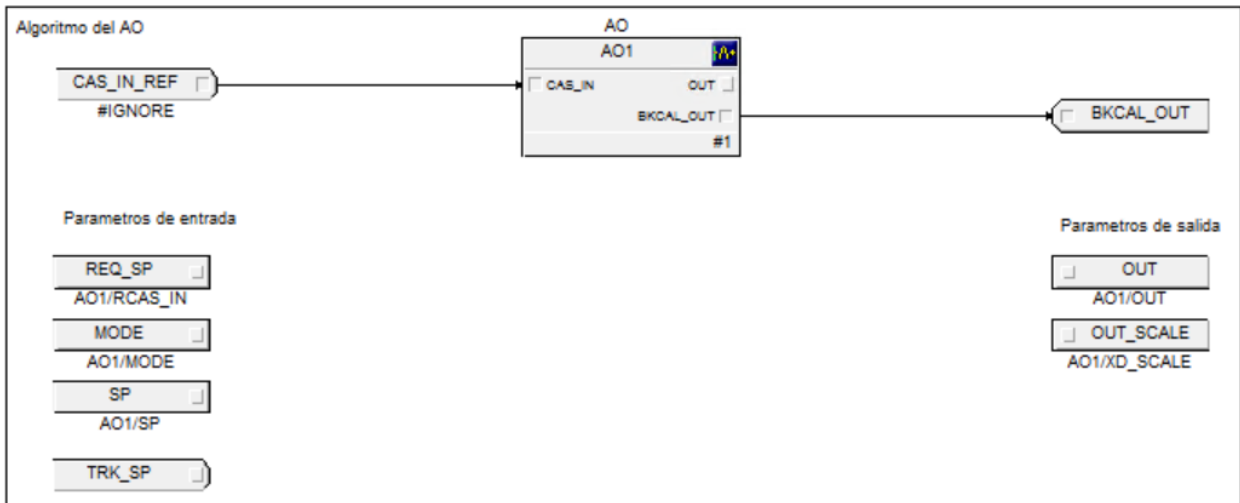 Algoritmo del AO
AO
AO1
CAS_IN_REF
#IGNORE
CAS_IN OUT
BKCAL_OUT
#1
BKCAL_OUT
Parametros de entrada
Parametros de salida
REQ_SP
AO1/RCAS_IN
MODE
AO1/MODE
SP
AO1/SP
TRK_SP
OUT
AO1/OUT
OUT_SCALE
AO1/XD_SCALE